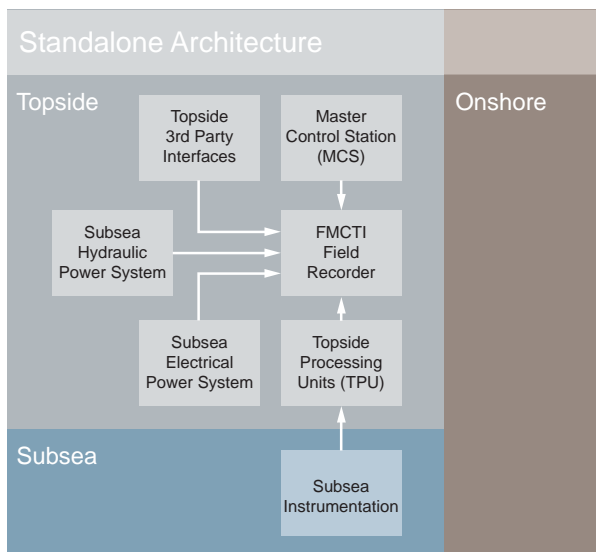 Standalone Architecture
Topside
Onshore
Topside
3rd Party
Interfaces
Master
Control Station
(MCS)
Subsea
Hydraulic
Power System
FMCTI
Field
Recorder
Subsea
Electrical
Power System
Topside
Processing
Units (TPU)
Subsea
Subsea
Instrumentation